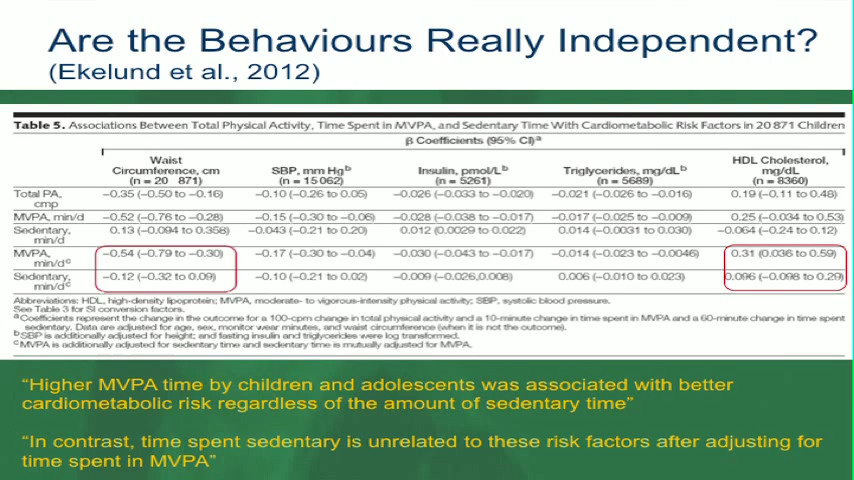 Are the Behaviours Really Independent?
(Ekelund et al., 2012)
Table 5. Associations Between Total Physical Activity, Time Spent in MVPA, and Sedentary Time With Cardiometabolic Risk Factors in 20 871 Children
β Coefficients (95% CI)a
Waist Circumference, cm (n = 20 871) SBP, mm Hgb (n = 15 062) Insulin, pmol/Lb (n = 5261) Triglycerides, mg/dLb (n = 5689) HDL Cholesterol, mg/dL (n = 8360)
Total PA, cmp −0.35 (−0.50 to −0.16) −0.10 (−0.26 to 0.05) −0.026 (−0.033 to −0.020) −0.021 (−0.026 to −0.016) 0.19 (−0.11 to 0.48)
MVPA, min/d −0.52 (−0.76 to −0.28) −0.15 (−0.30 to −0.06) −0.028 (−0.038 to −0.017) −0.017 (−0.025 to −0.009) 0.25 (−0.034 to 0.53)
Sedentary, min/d 0.13 (−0.094 to 0.358) −0.043 (−0.21 to 0.20) 0.012 (0.0029 to 0.022) 0.014 (−0.0031 to 0.030) −0.064 (−0.24 to 0.12)
MVPA, min/dc −0.54 (−0.79 to −0.30) −0.17 (−0.30 to −0.04) −0.030 (−0.043 to −0.017) −0.014 (−0.023 to −0.0046) 0.31 (0.036 to 0.59)
Sedentary, min/dc −0.12 (−0.32 to 0.09) −0.10 (−0.21 to 0.02) −0.009 (−0.026,0.008) 0.006 (−0.010 to 0.023) 0.096 (−0.098 to 0.29)
Abbreviations: HDL, high-density lipoprotein; MVPA, moderate- to vigorous-intensity physical activity; SBP, systolic blood pressure.
See Table 3 for SI conversion factors.
a Coefficients represent the change in the outcome for a 100-cpm change in total physical activity and a 10-minute change in time spent in MVPA and a 60-minute change in time
sedentary. Data are adjusted for age, sex, monitor wear minutes, and waist circumference (when it is not the outcome).
b SBP is additionally adjusted for height; and fasting insulin and triglycerides were log transformed.
c MVPA is additionally adjusted for sedentary time and sedentary time is mutually adjusted for MVPA.
“Higher MVPA time by children and adolescents was associated with better
cardiometabolic risk regardless of the amount of sedentary time”
“In contrast, time spent sedentary is unrelated to these risk factors after adjusting for
time spent in MVPA”